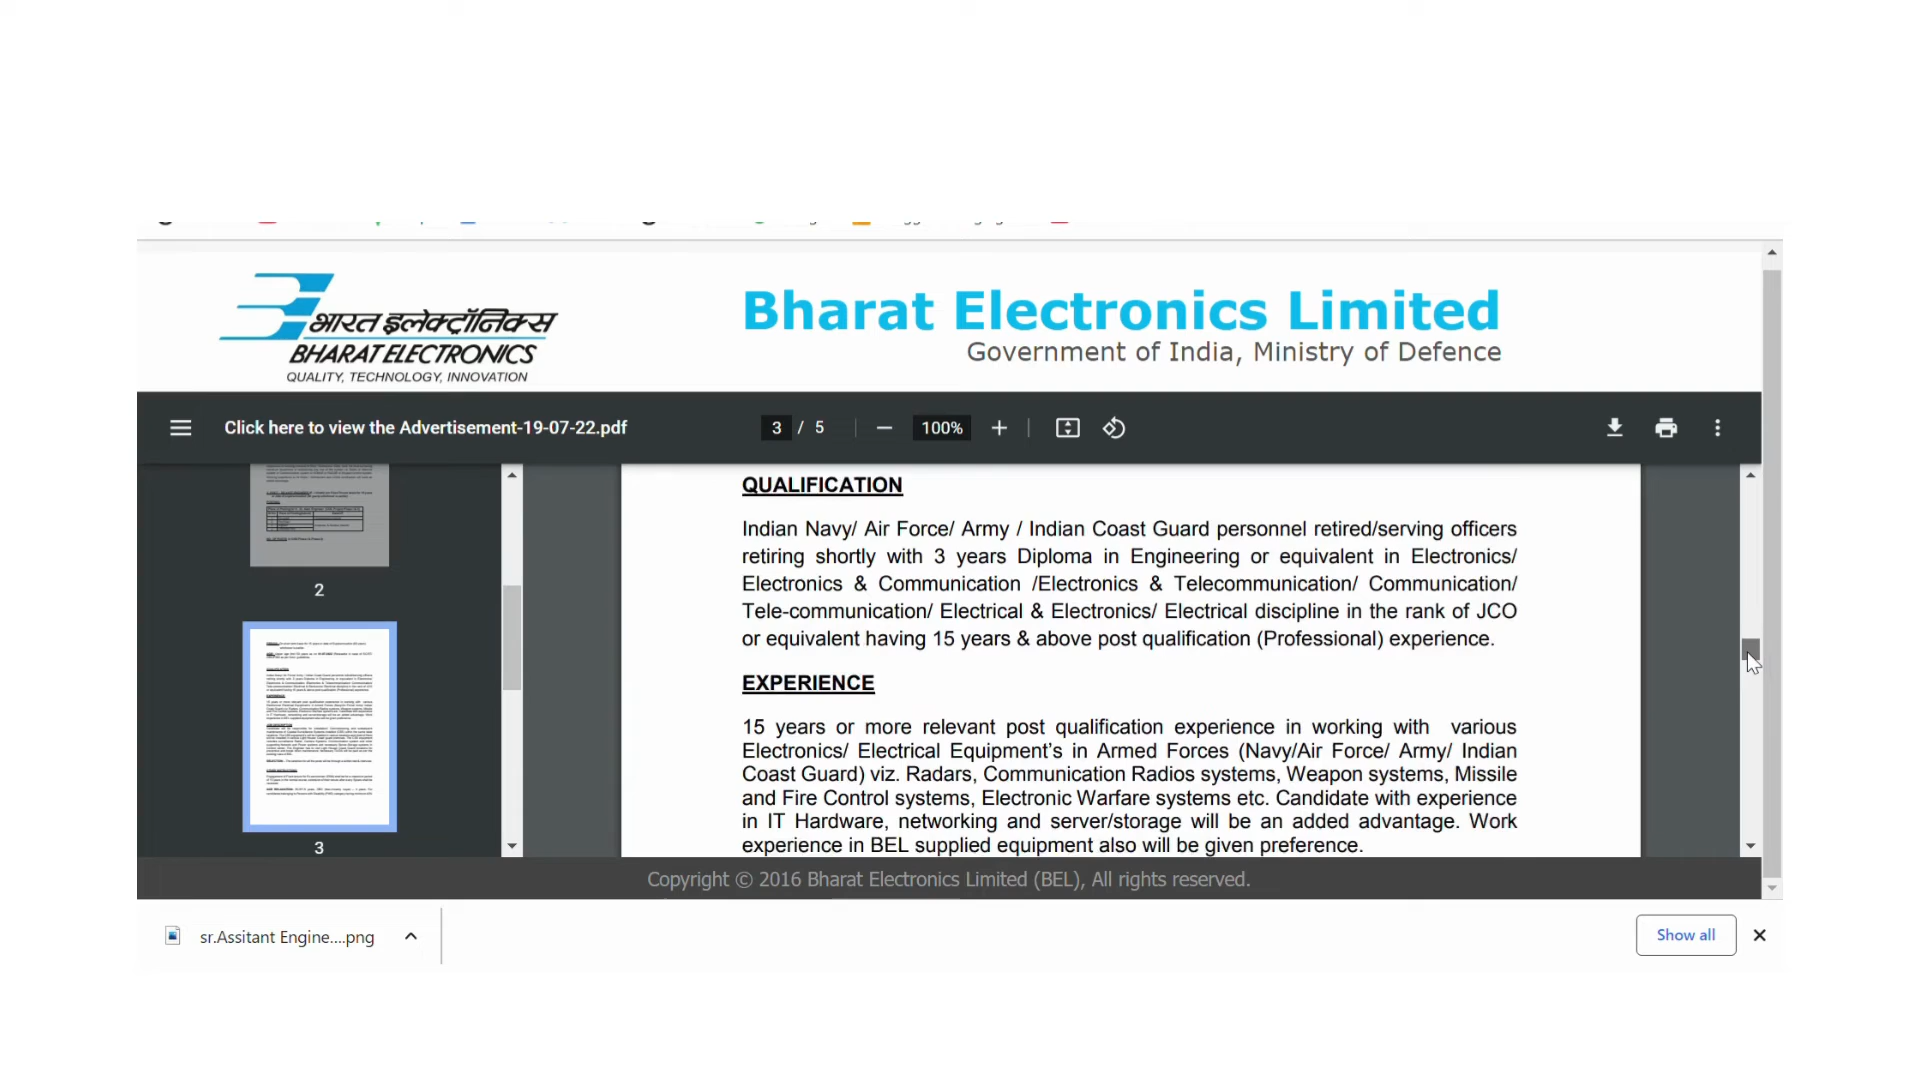 भारत इलेक्ट्रॉनिक्स
BHARAT ELECTRONICS
QUALITY, TECHNOLOGY, INNOVATION
Bharat Electronics Limited
Government of India, Ministry of Defence
Click here to view the Advertisement-19-07-22.pdf
3 / 5
100%
2
3
QUALIFICATION
Indian Navy/ Air Force/ Army / Indian Coast Guard personnel retired/serving officers
retiring shortly with 3 years Diploma in Engineering or equivalent in Electronics/
Electronics & Communication /Electronics & Telecommunication/ Communication/
Tele-communication/ Electrical & Electronics/ Electrical discipline in the rank of JCO
or equivalent having 15 years & above post qualification (Professional) experience.
EXPERIENCE
15 years or more relevant post qualification experience in working with various
Electronics/ Electrical Equipment's in Armed Forces (Navy/Air Force/ Army/ Indian
Coast Guard) viz. Radars, Communication Radios systems, Weapon systems, Missile
and Fire Control systems, Electronic Warfare systems etc. Candidate with experience
in IT Hardware, networking and server/storage will be an added advantage. Work
experience in BEL supplied equipment also will be given preference.
Copyright © 2016 Bharat Electronics Limited (BEL), All rights reserved.
sr.Assitant Engine....png
Show all